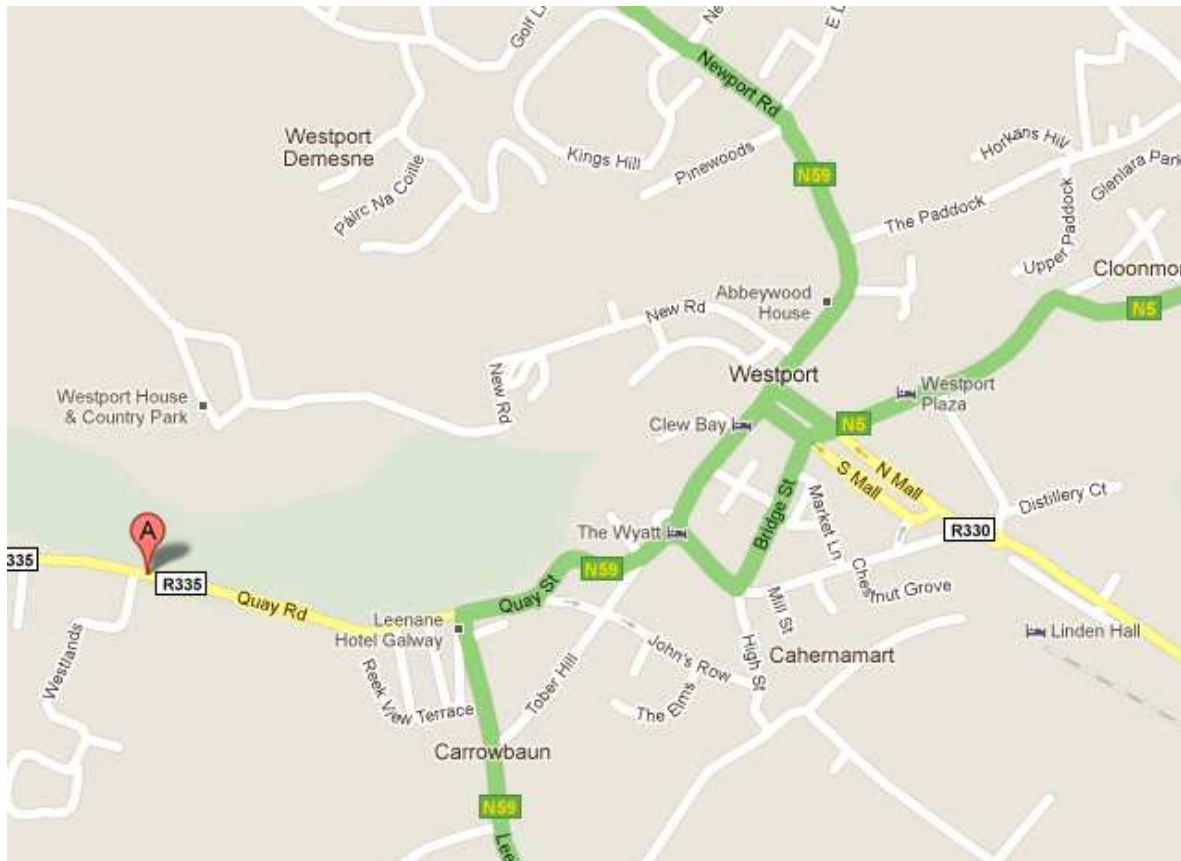 Golf L
Ne
E L
Newport Rd
Westport
Demesne
Kings Hill
Pinewoods
N59
Horkans Hill
Glenlara Park
Páirc Na Coille
The Paddock
Upper Paddock
Cloonmor
Abbeywood
House
New Rd
N5
Westport
Westport House
& Country Park
New Rd
Westport
Plaza
Clew Bay
N5
S Mall
N Mall
Bridge St
Market Ln
Distillery Ct
The Wyatt
R330
A
335
R335
N59
Quay St
Quay Rd
Chestnut Grove
Mill St
Leenane
Hotel Galway
Linden Hall
Westlands
High St
John's Row
Cahernamart
Reek View Terrace
Tober Hill
The Elms
Carrowbaun
N59
Lee